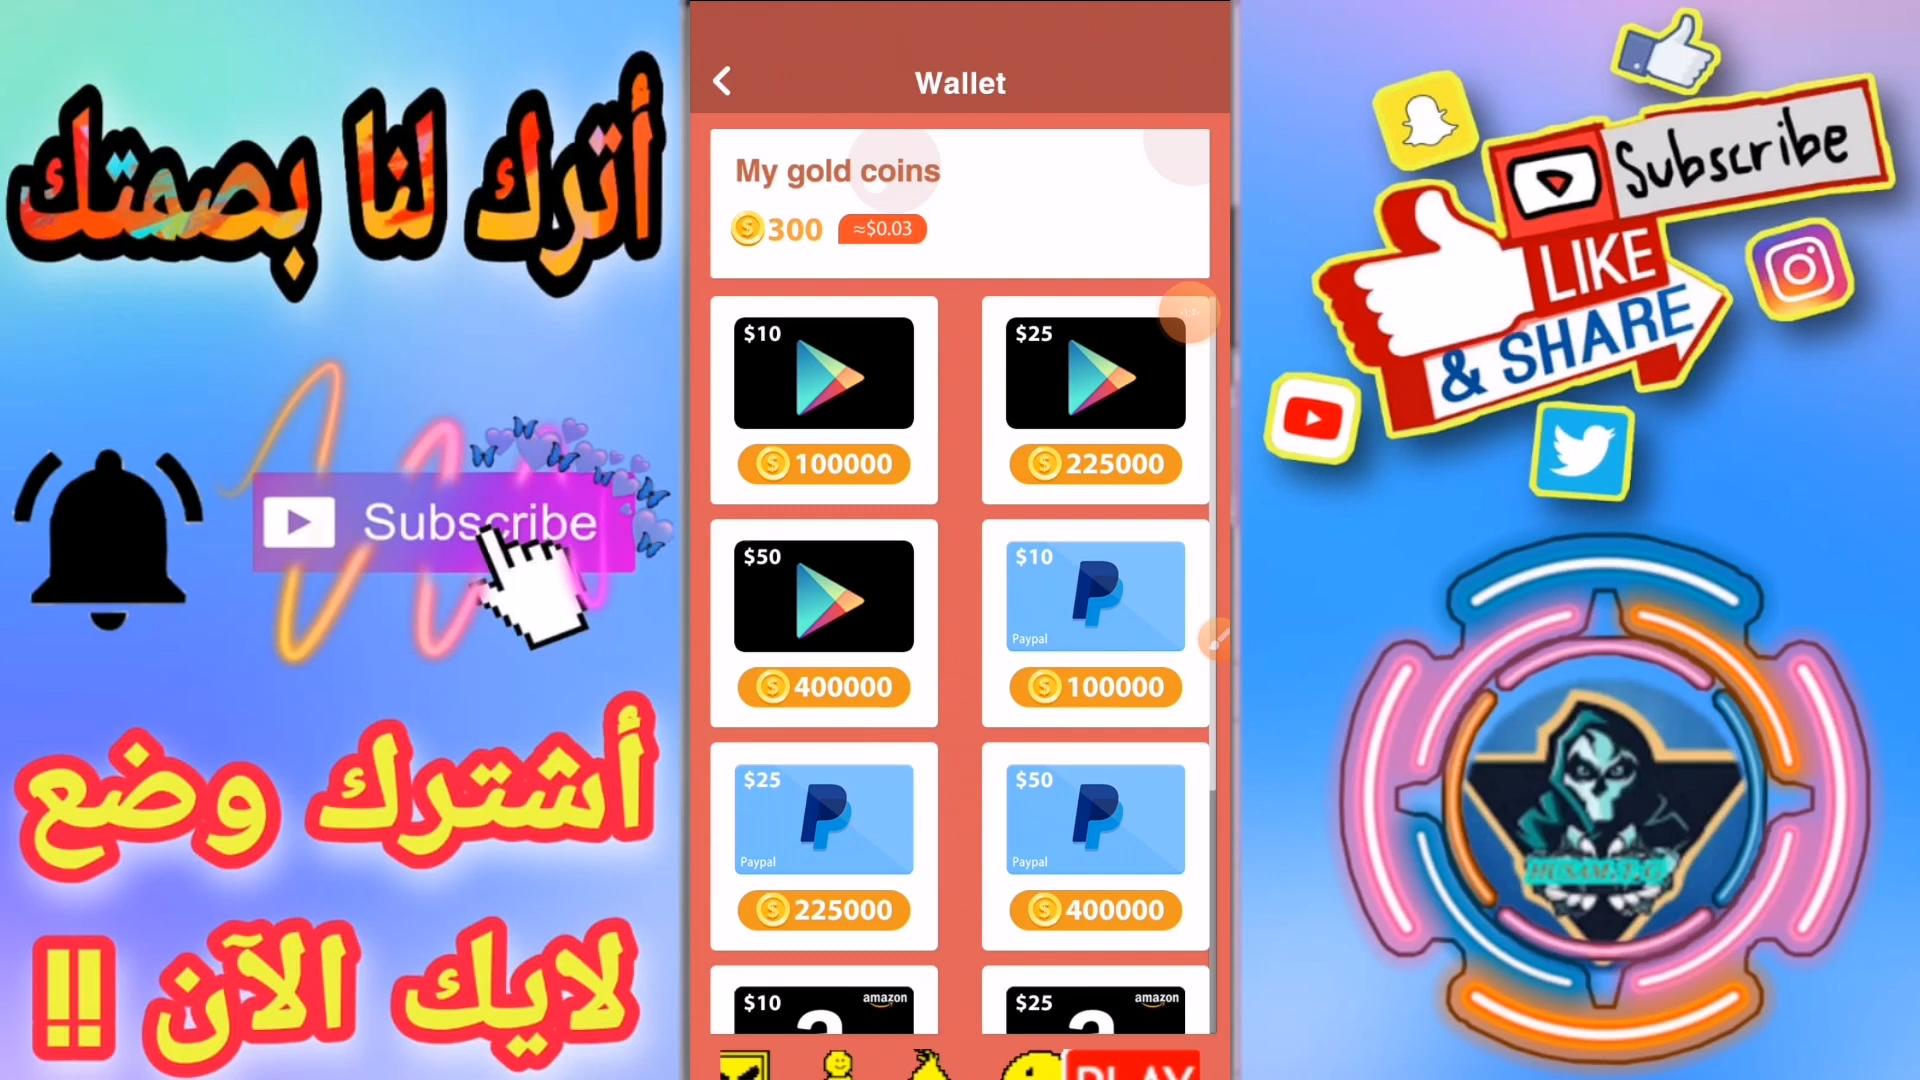 أترك لنا بصمتك
Subscribe
أشترك وضع
لايك الآن !!
Wallet
My gold coins
300 ≈$0.03
$10 $25
100000 225000
$50 $10
Paypal
400000 100000
$25 $50
Paypal Paypal
225000 400000
$10 amazon $25 amazon
PLAY
Subscribe
LIKE
& SHARE